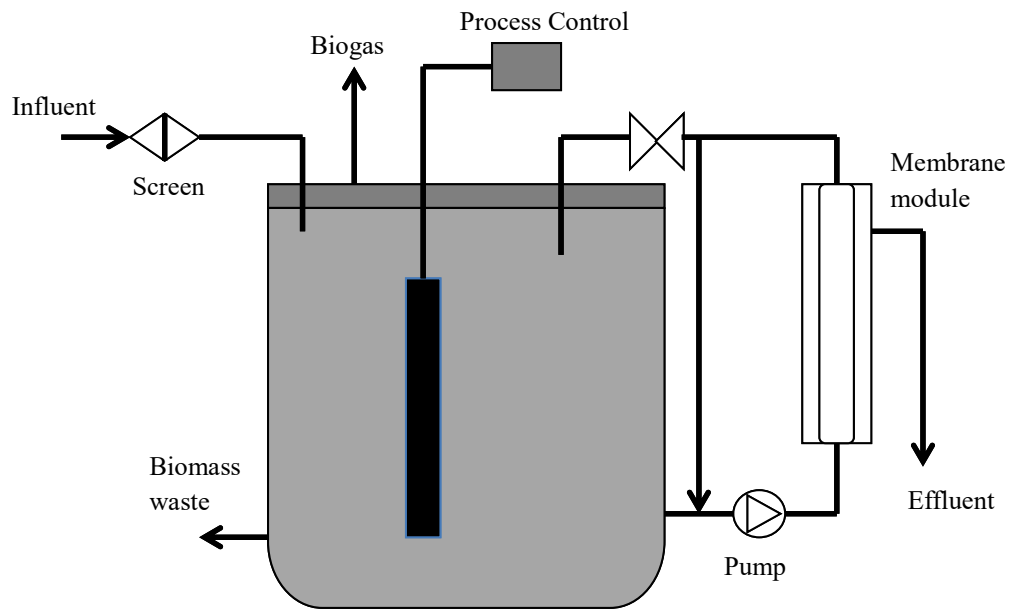 Process Control
Biogas
Influent
Screen
Membrane
module
Biomass
waste
Effluent
Pump